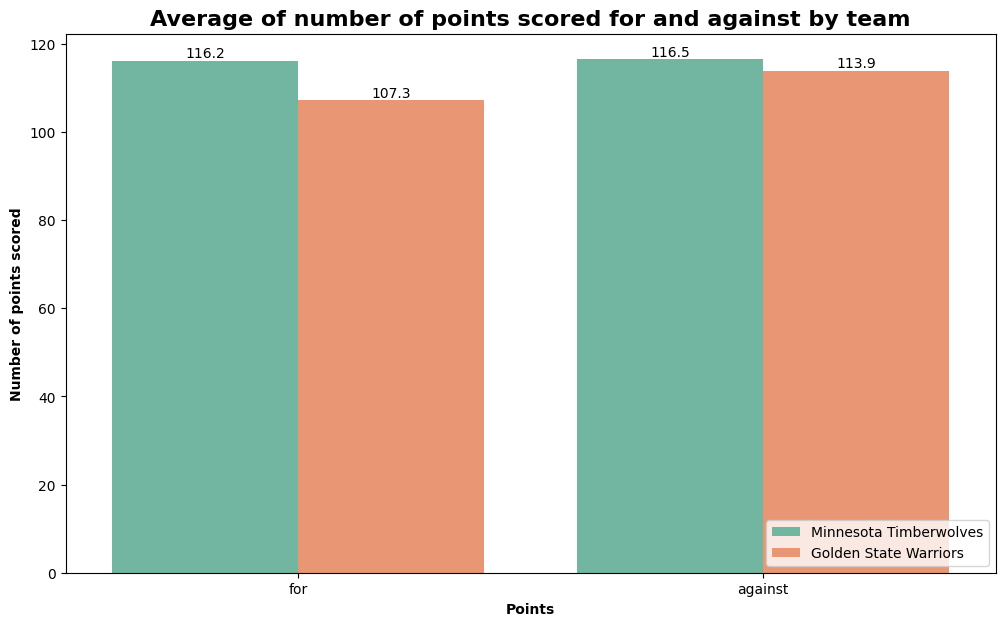 Average of number of points scored for and against by team
120
100
80
60
40
20
0
Number of points scored
116.2
107.3
116.5
113.9
for
against
Points
Minnesota Timberwolves
Golden State Warriors